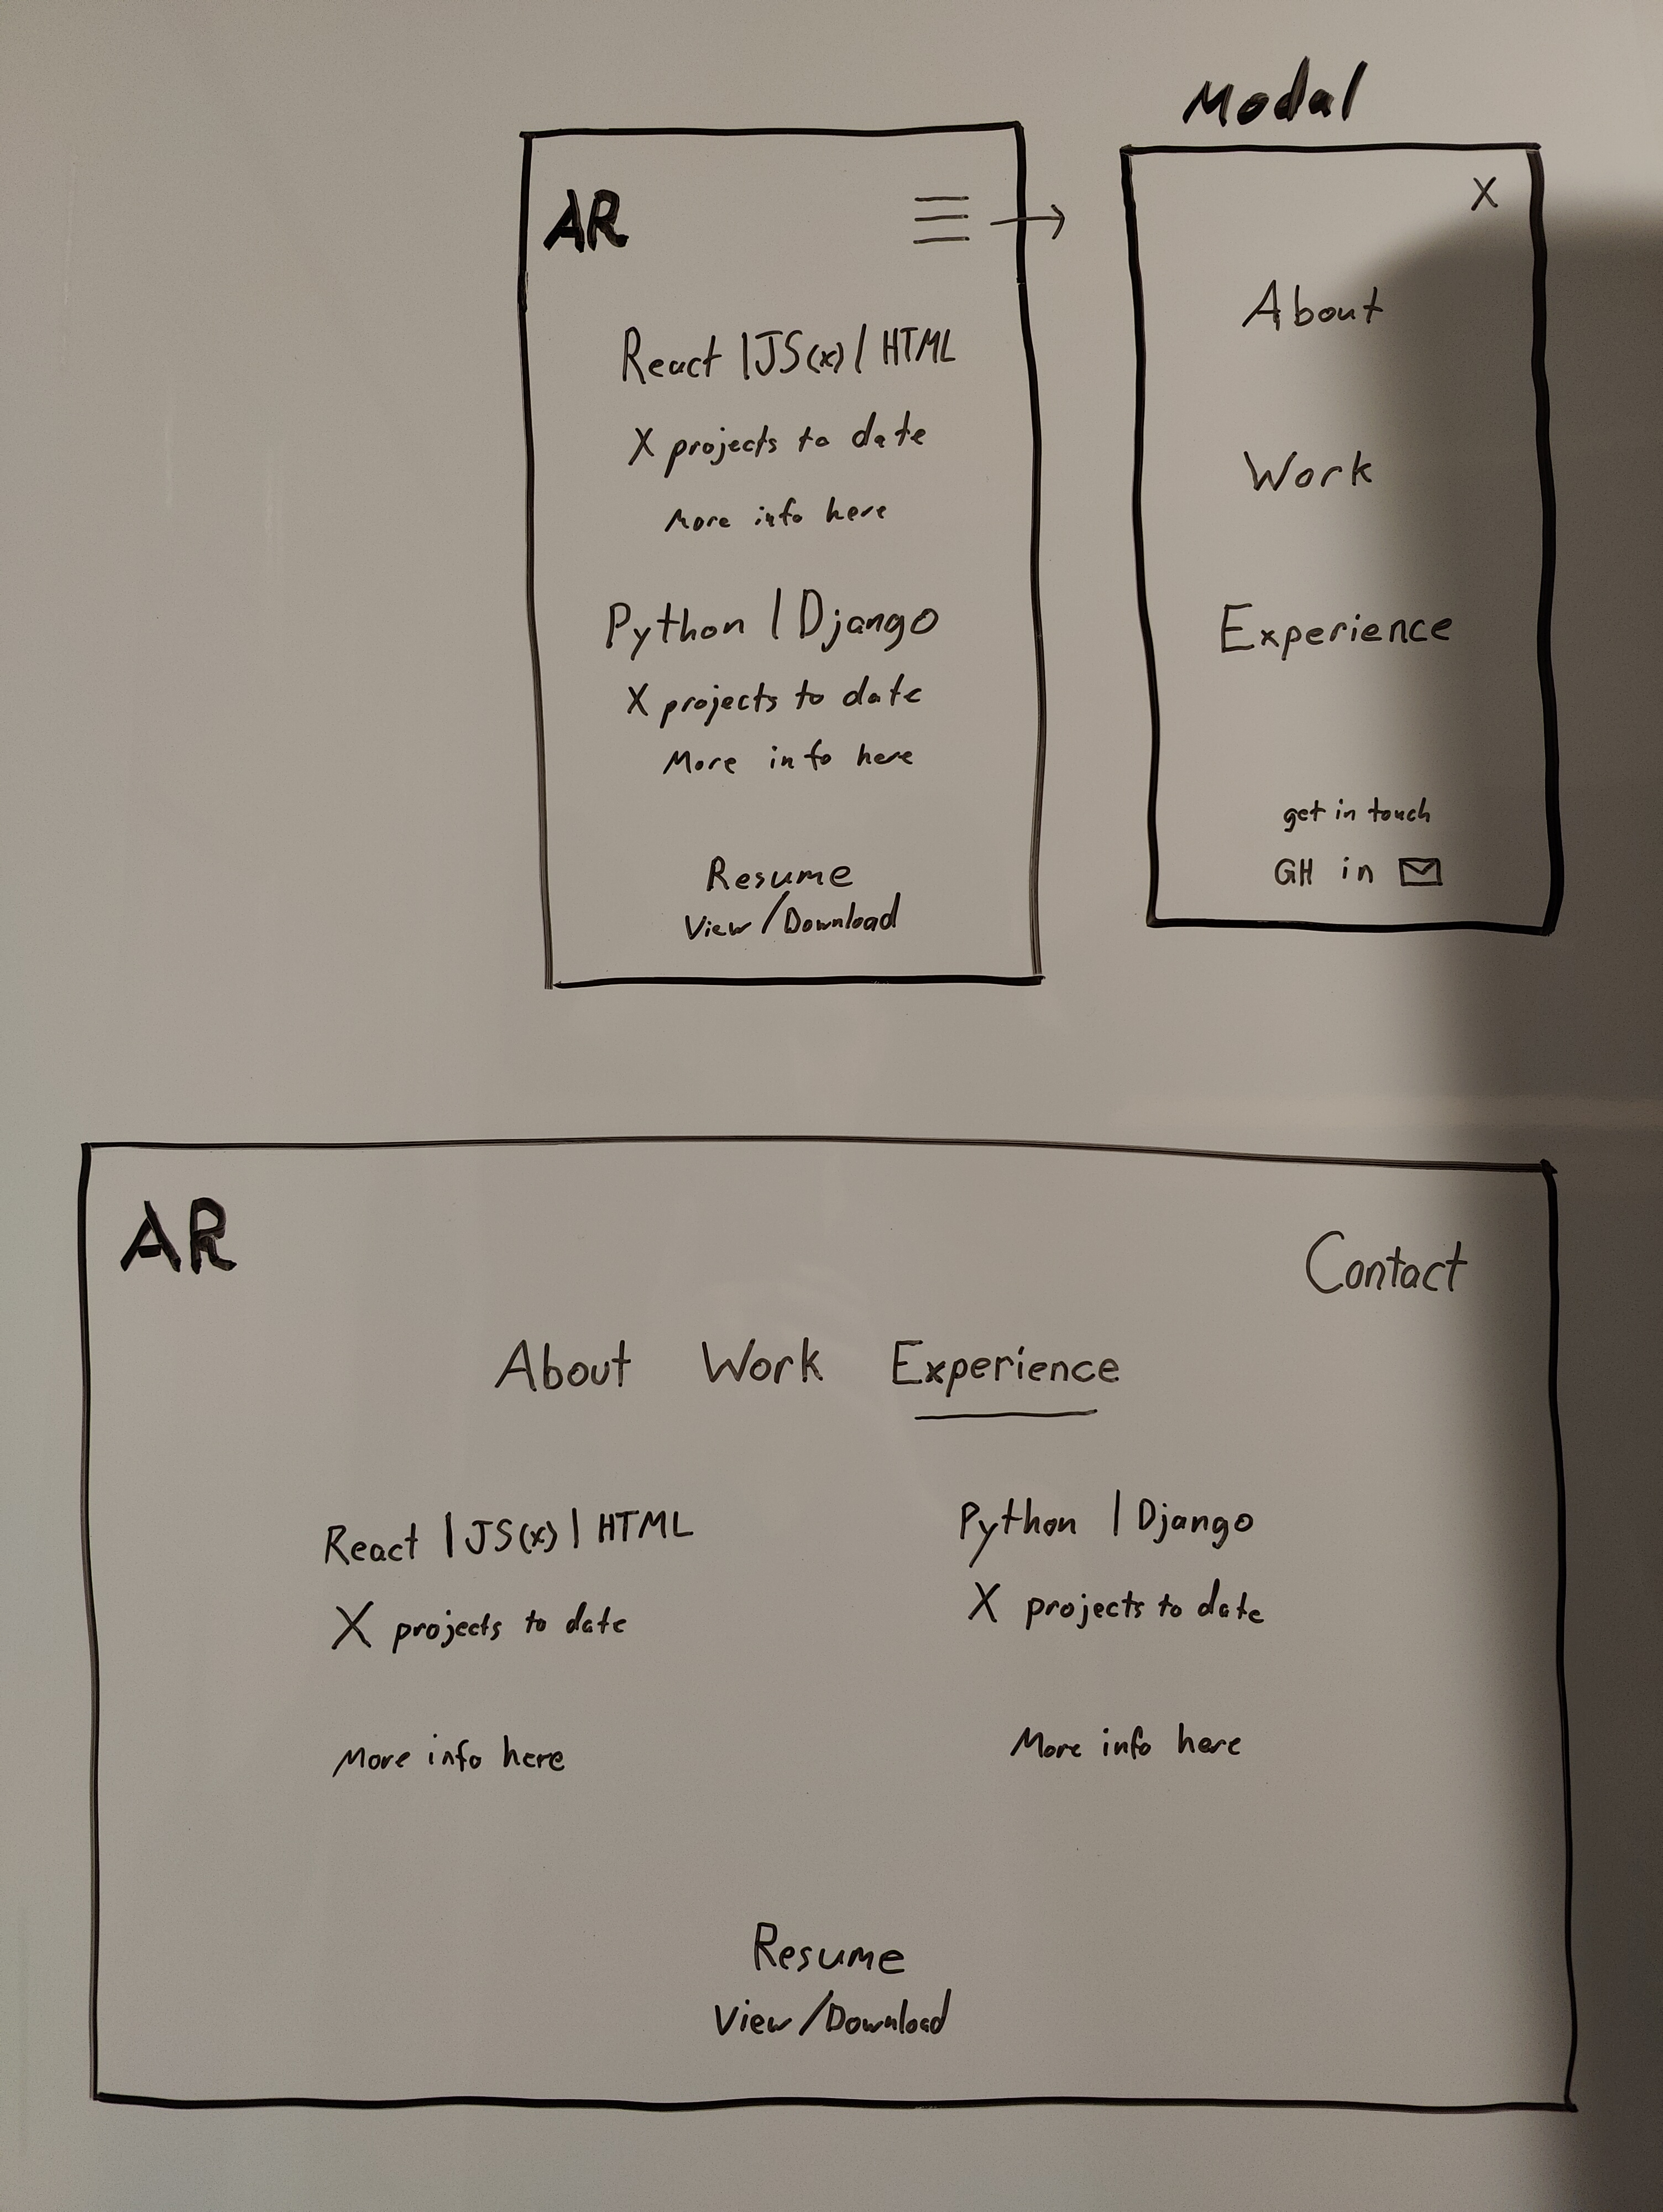 Modal
AR
React | JS(x) | HTML
X projects to date
More info here
Python | Django
X projects to date
More info here
Resume
View/Download
X
About
Work
Experience
get in touch
GH in
AR
Contact
About Work Experience
React | JS(x) | HTML
X projects to date
More info here
Python | Django
X projects to date
More info here
Resume
View/Download